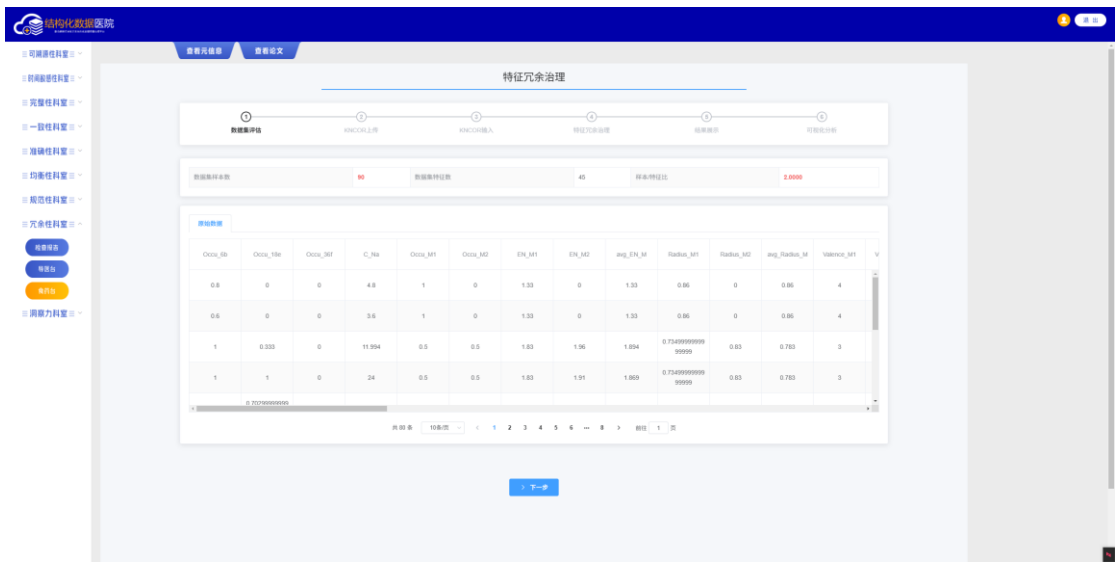 结构化数据医院
退 出
可溯源性科室
时间敏感性科室
完整性科室
一致性科室
准确性科室
均衡性科室
规范性科室
冗余性科室
检查报告
导医台
洞察力科室
查看元信息 查看论文
特征冗余治理
1 2 3 4 5 6
数据集评估 KNCOR上传 KNCOR输入 特征冗余治理 结果展示 可视化分析
数据集样本数 90 数据集特征数 45 样本/特征比 2.0000
原始数据
Occu_6b Occu_18e Occu_36f C_Na Occu_M1 Occu_M2 EN_M1 EN_M2 avg_EN_M Radius_M1 Radius_M2 avg_Radius_M Valence_M1 V
0.8 0 0 4.8 1 0 1.33 0 1.33 0.86 0 0.86 4
0.6 0 0 3.6 1 0 1.33 0 1.33 0.86 0 0.86 4
1 0.333 0 11.994 0.5 0.5 1.83 1.96 1.894 0.73499999999 0.83 0.783 3
99999
1 1 0 24 0.5 0.5 1.83 1.91 1.869 0.73499999999 0.83 0.783 3
99999
0.70299999999
10条/页 1 2 3 4 5 6 ··· 8 前往 1 页
下一步